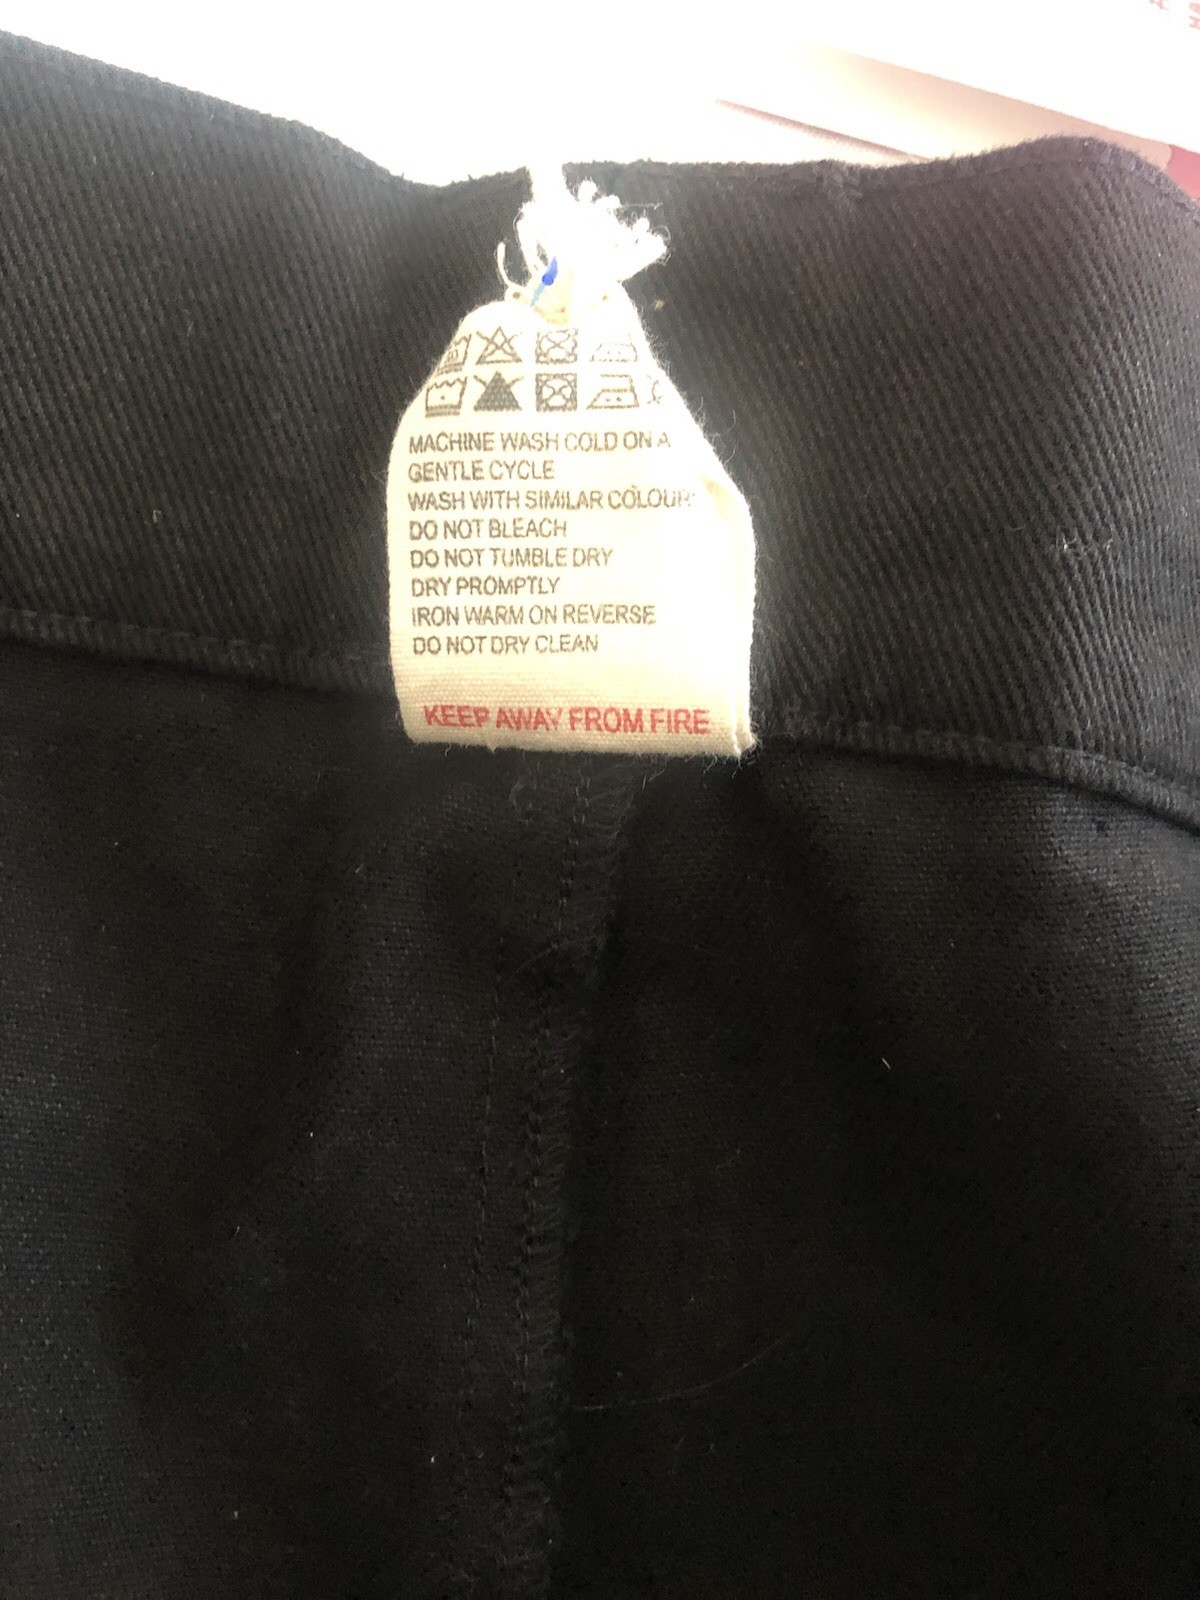 MACHINE WASH COLD ON A
GENTLE CYCLE
WASH WITH SIMILAR COLOUR
DO NOT BLEACH
DO NOT TUMBLE DRY
DRY PROMPTLY
IRON WARM ON REVERSE
DO NOT DRY CLEAN
KEEP AWAY FROM FIRE